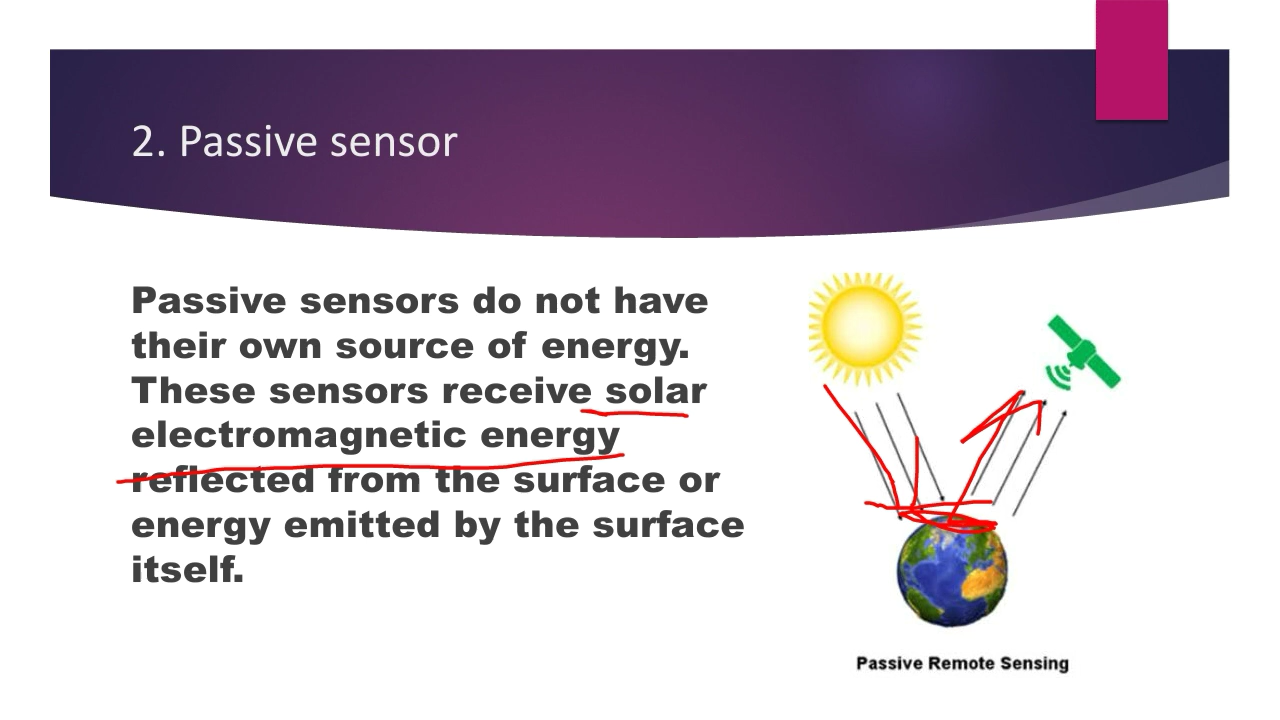 2. Passive sensor
Passive sensors do not have
their own source of energy.
These sensors receive solar
electromagnetic energy
reflected from the surface or
energy emitted by the surface
itself.
Passive Remote Sensing